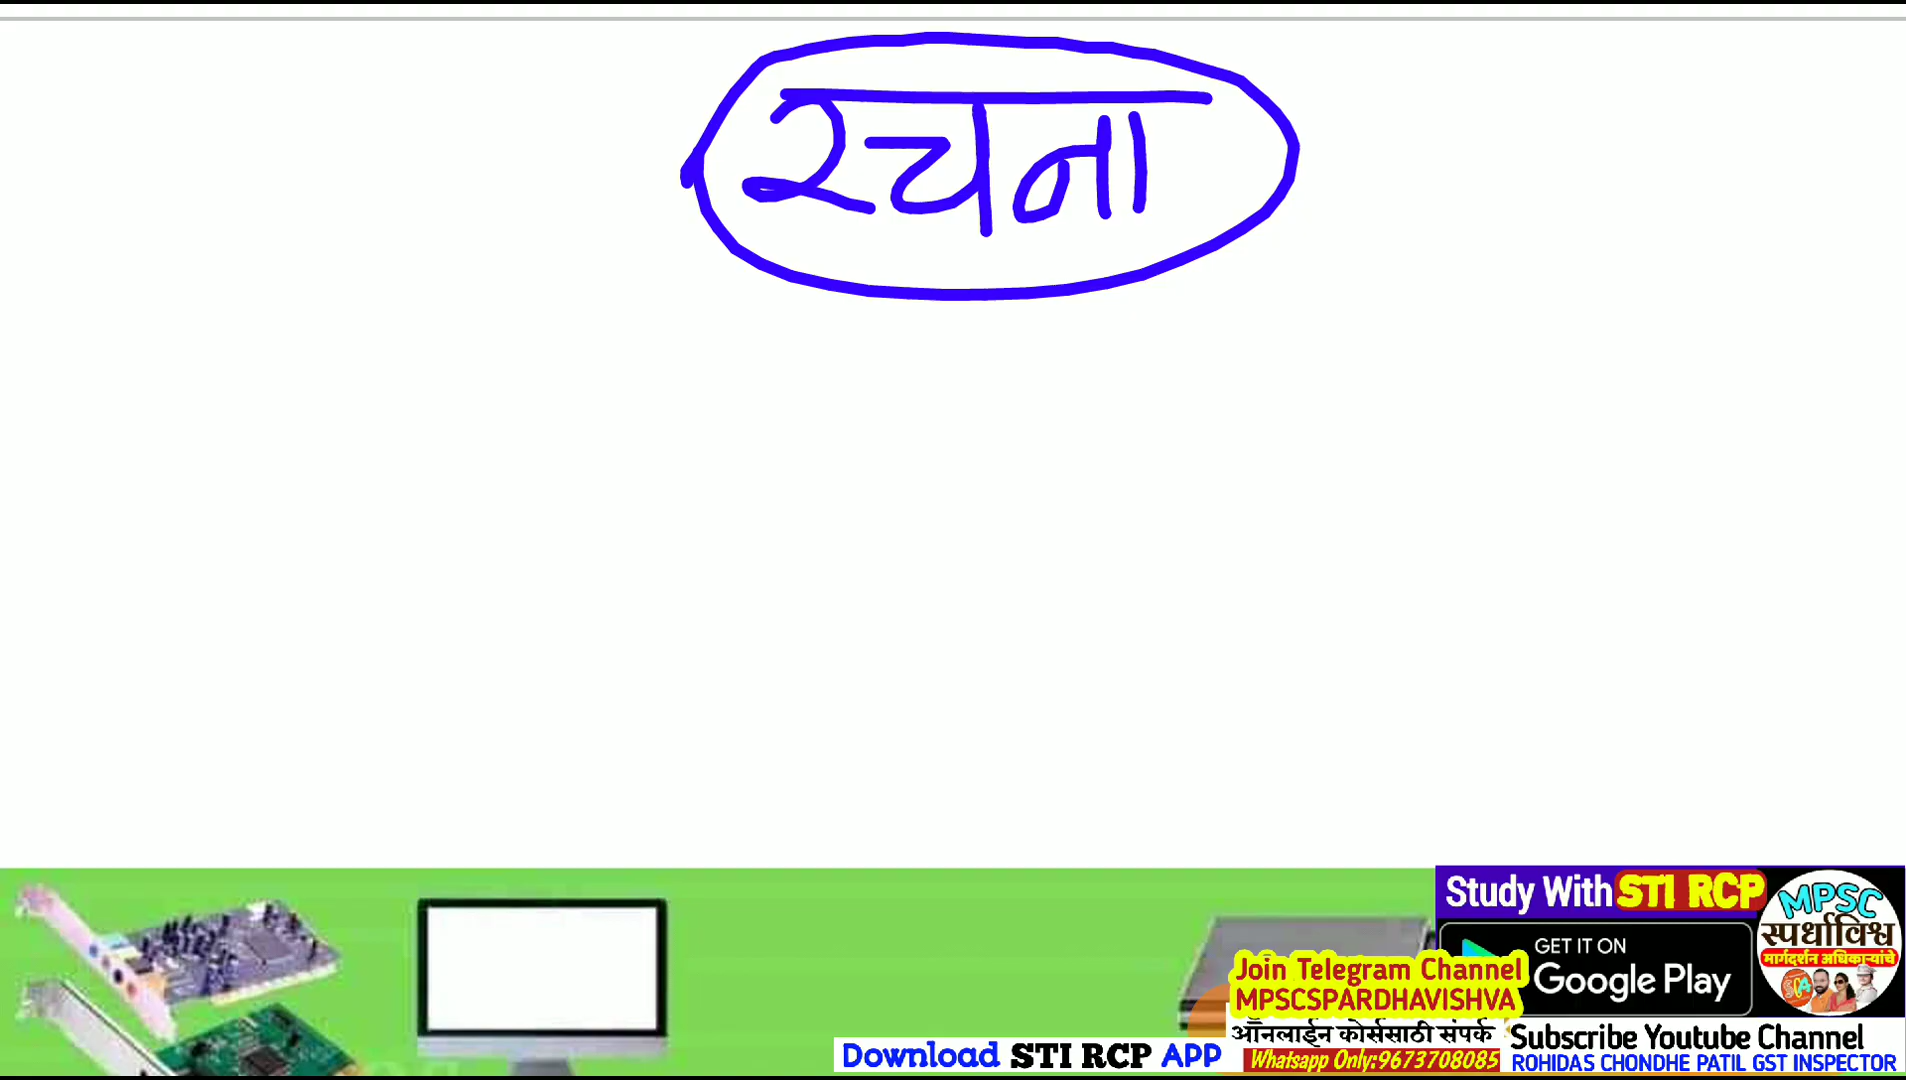 रचना
Study With STI RCP
MPSC
स्पर्धाविश्व
मार्गदर्शन अधिकाऱ्यांचे
GET IT ON
Google Play
Join Telegram Channel
MPSCSPARDHAVISHVA
ऑनलाईन कोर्ससाठी संपर्क
Whatsapp Only:9673708085
Download STI RCP APP
Subscribe Youtube Channel
ROHIDAS CHONDHE PATIL GST INSPECTOR